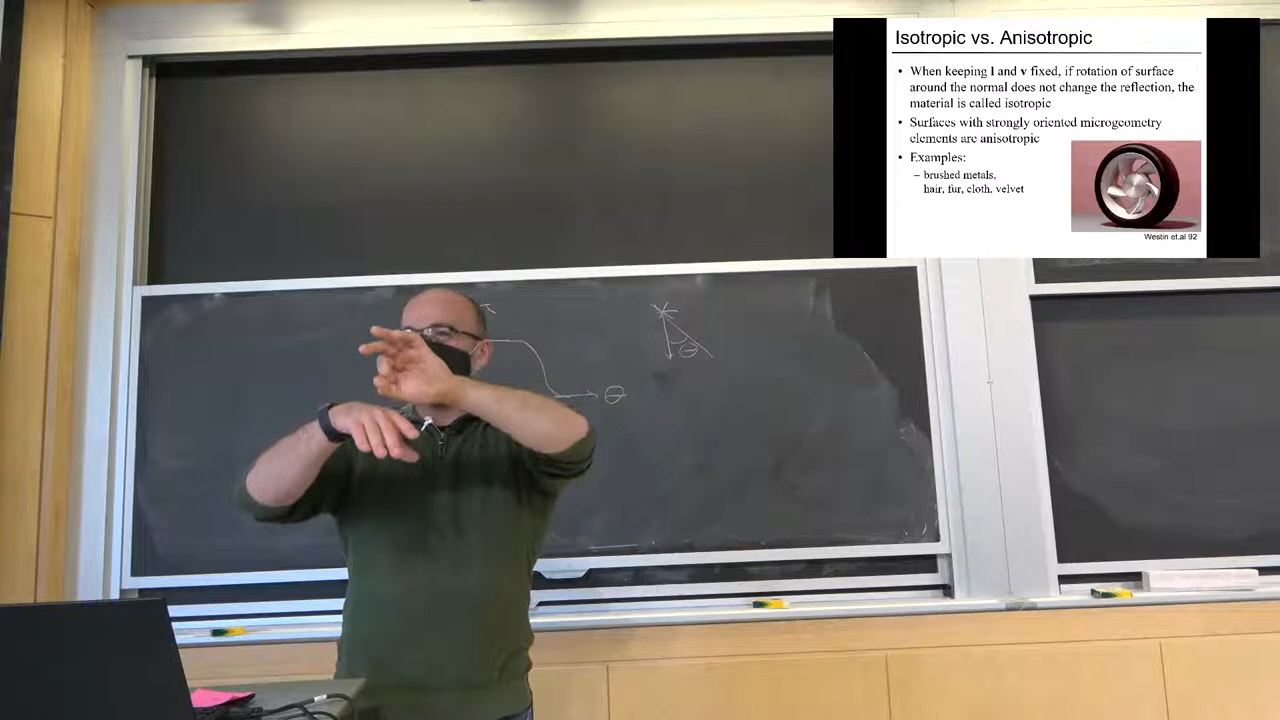 Isotropic vs. Anisotropic
• When keeping l and v fixed, if rotation of surface
around the normal does not change the reflection, the
material is called isotropic
• Surfaces with strongly oriented microgeometry
elements are anisotropic
• Examples:
– brushed metals,
hair, fur, cloth, velvet
Westin et.al 92
θ
θ